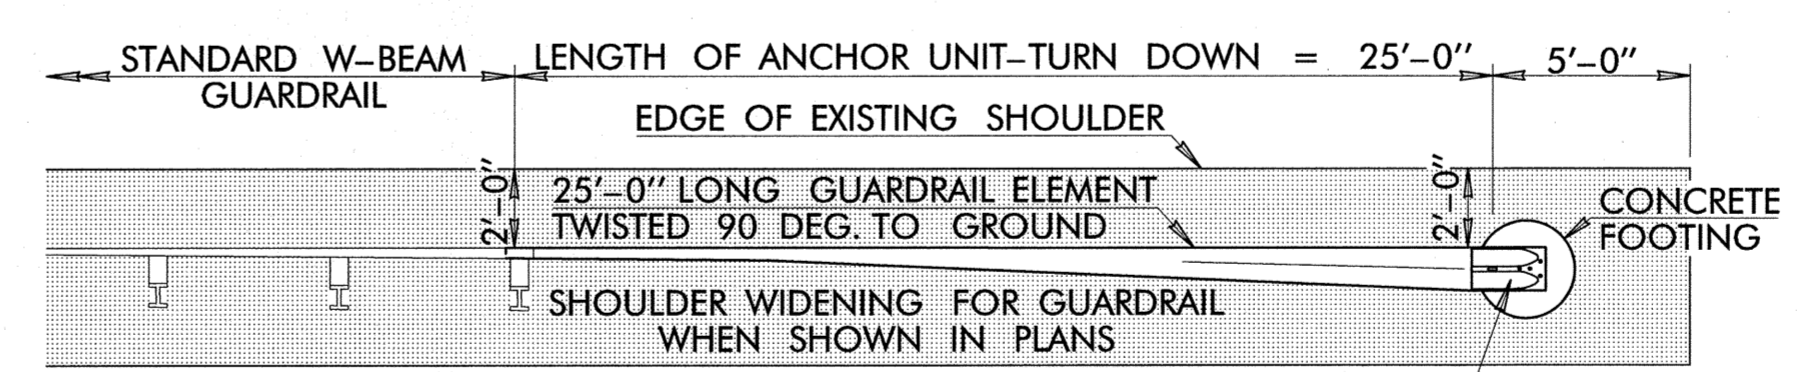 STANDARD W-BEAM
GUARDRAIL
LENGTH OF ANCHOR UNIT-TURN DOWN = 25'-0"
5'-0"
EDGE OF EXISTING SHOULDER
2'-0"
25'-0" LONG GUARDRAIL ELEMENT
TWISTED 90 DEG. TO GROUND
2'-0"
CONCRETE
FOOTING
SHOULDER WIDENING FOR GUARDRAIL
WHEN SHOWN IN PLANS